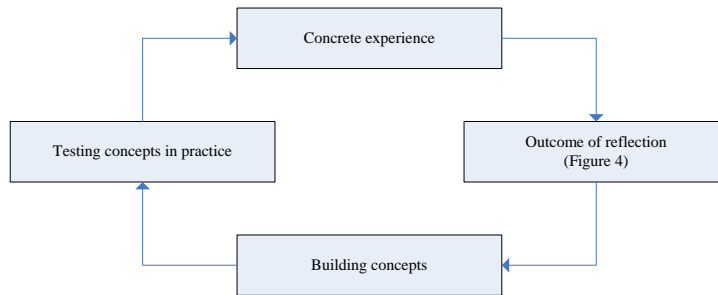 Concrete experience
Testing concepts in practice
Outcome of reflection
(Figure 4)
Building concepts